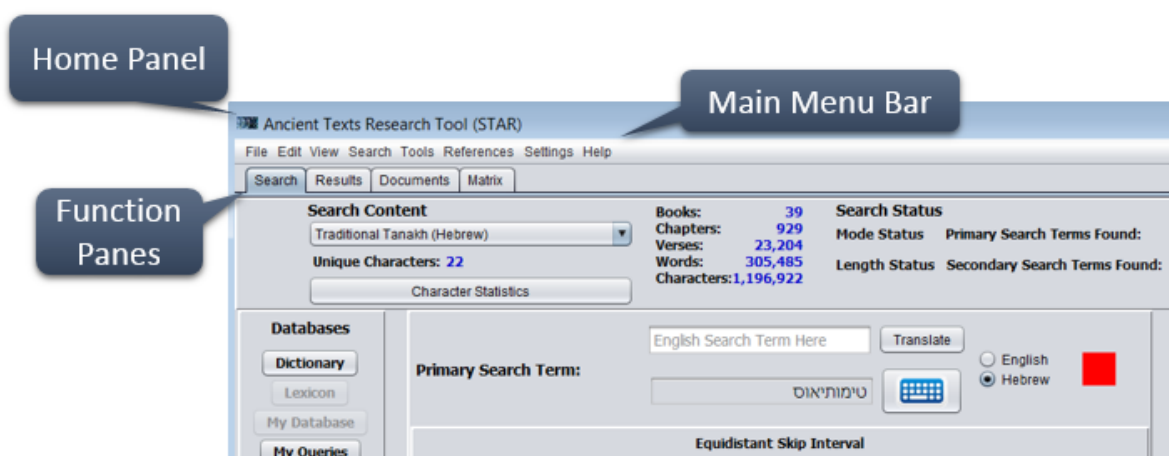 Home Panel
Main Menu Bar
Ancient Texts Research Tool (STAR)
File Edit View Search Tools References Settings Help
Search Results Documents Matrix
Function
Panes
Search Content
Traditional Tanakh (Hebrew)
Unique Characters: 22
Character Statistics
Books: 39
Chapters: 929
Verses: 23,204
Words: 305,485
Characters:1,196,922
Search Status
Mode Status Primary Search Terms Found:
Length Status Secondary Search Terms Found:
Databases
Dictionary
Lexicon
My Database
My Queries
Primary Search Term:
English Search Term Here
Translate
English
Hebrew
טימותיאוס
Equidistant Skip Interval